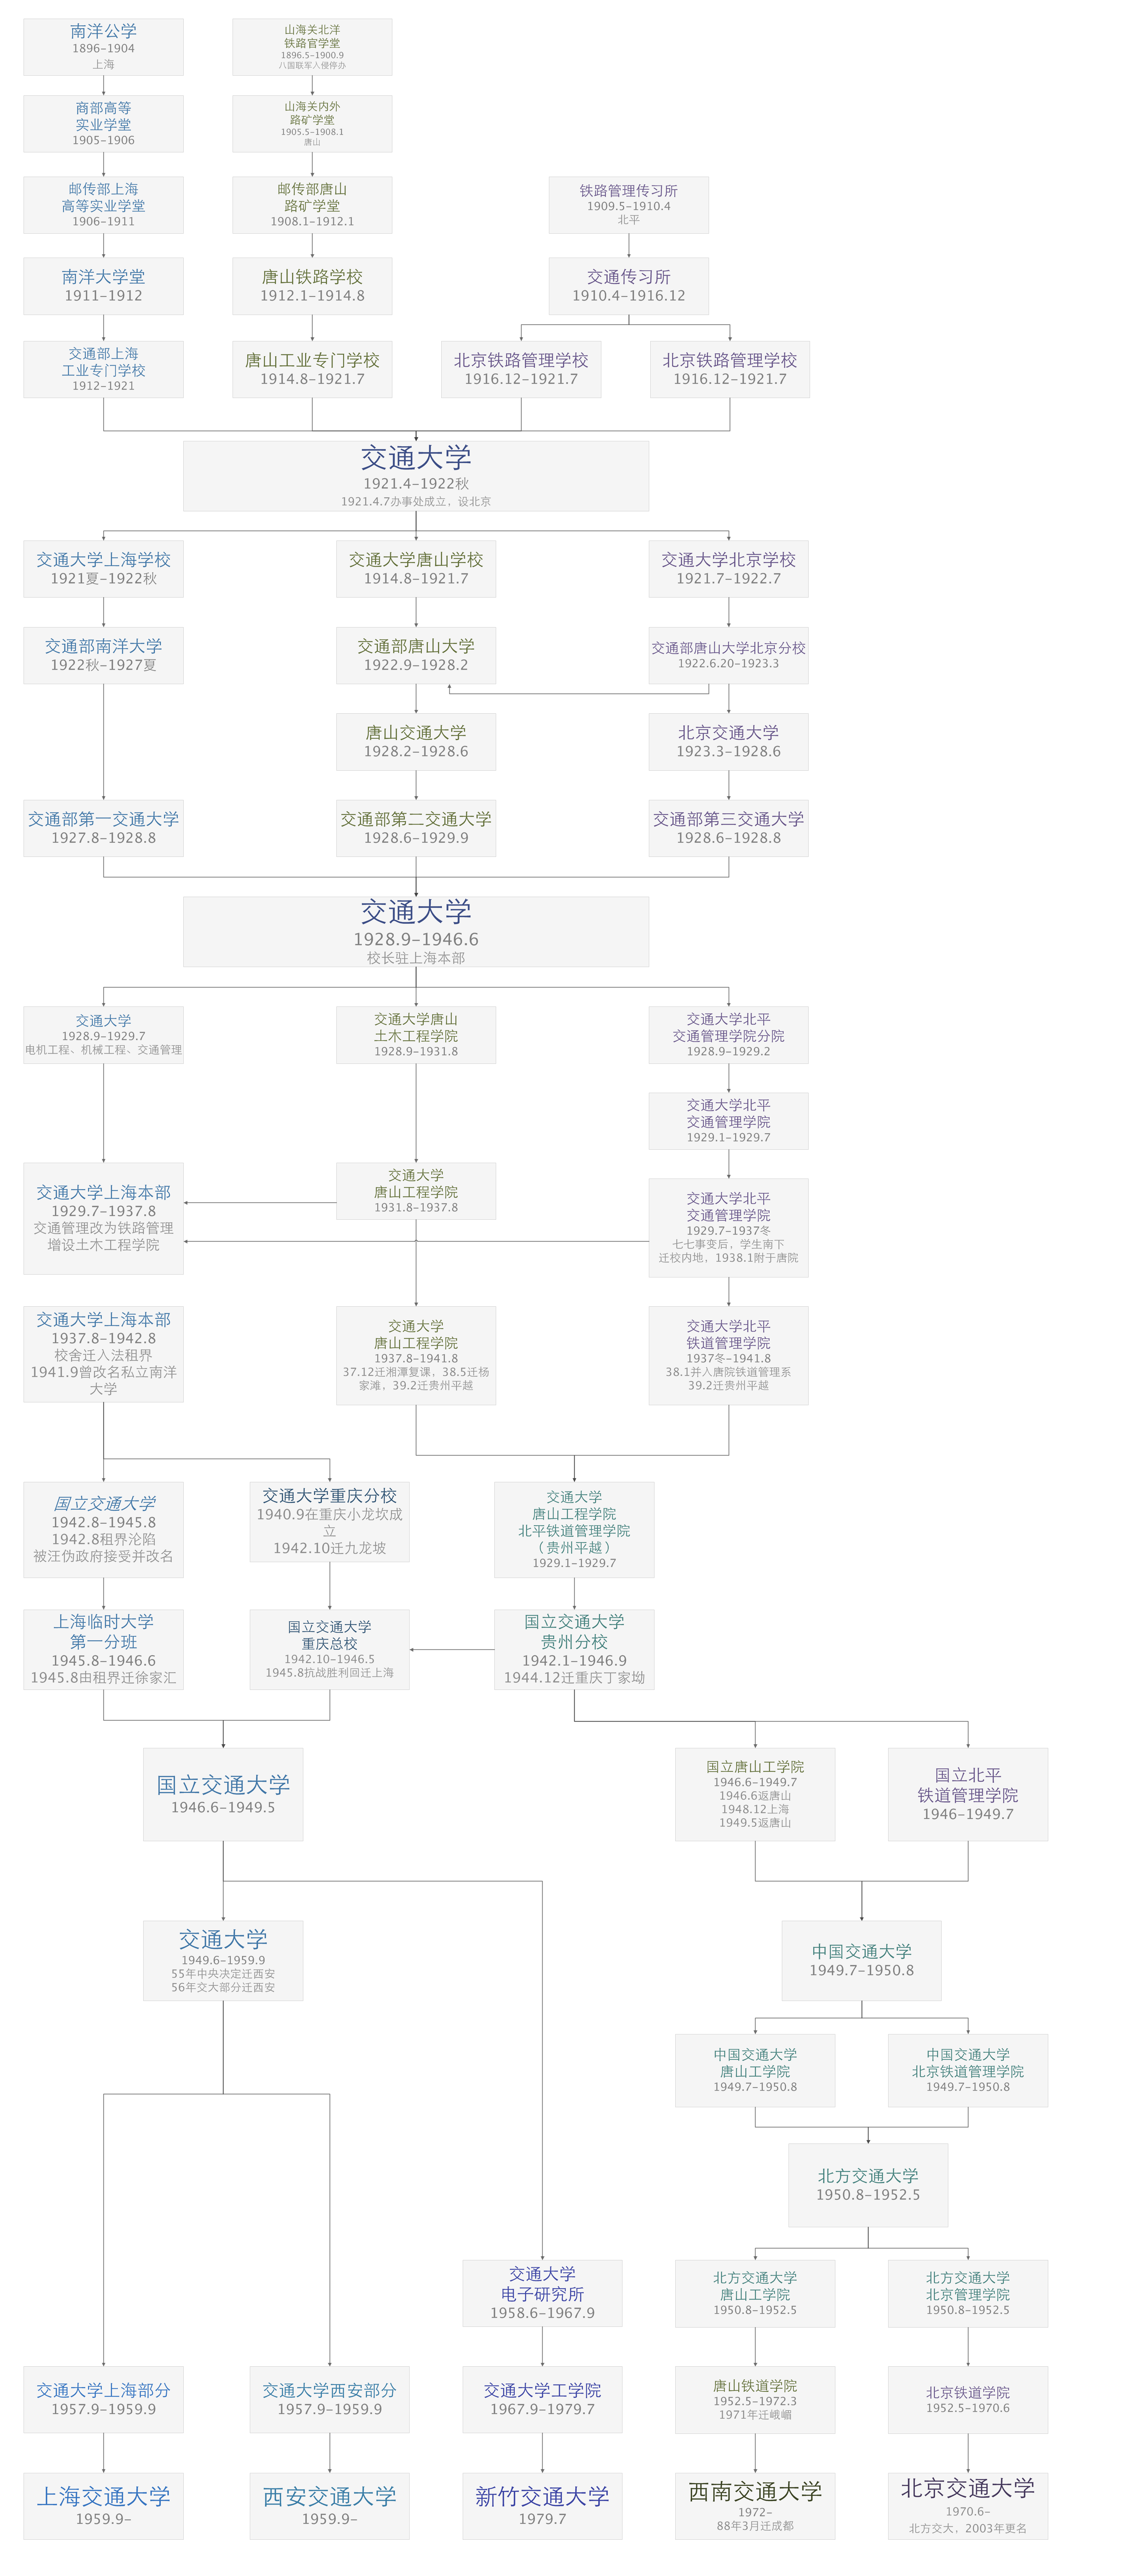 南洋公学
1896-1904
上海
山海关北洋
铁路官学堂
1896.5-1900.9
八国联军入侵停办
商部高等
实业学堂
1905-1906
山海关内外
路矿学堂
1905.5-1908.1
唐山
邮传部上海
高等实业学堂
1906-1911
邮传部唐山
路矿学堂
1908.1-1912.1
铁路管理传习所
1909.5-1910.4
北平
南洋大学堂
1911-1912
唐山铁路学校
1912.1-1914.8
交通传习所
1910.4-1916.12
交通部上海
工业专门学校
1912-1921
唐山工业专门学校
1914.8-1921.7
北京铁路管理学校
1916.12-1921.7
北京铁路管理学校
1916.12-1921.7
交通大学
1921.4-1922秋
1921.4.7办事处成立，设北京
交通大学上海学校
1921夏-1922秋
交通大学唐山学校
1914.8-1921.7
交通大学北京学校
1921.7-1922.7
交通部南洋大学
1922秋-1927夏
交通部唐山大学
1922.9-1928.2
交通部唐山大学北京分校
1922.6.20-1923.3
唐山交通大学
1928.2-1928.6
北京交通大学
1923.3-1928.6
交通部第一交通大学
1927.8-1928.8
交通部第二交通大学
1928.6-1929.9
交通部第三交通大学
1928.6-1928.8
交通大学
1928.9-1946.6
校长驻上海本部
交通大学
1928.9-1929.7
电机工程、机械工程、交通管理
交通大学唐山
土木工程学院
1928.9-1931.8
交通大学北平
交通管理学院分院
1928.9-1929.2
交通大学北平
交通管理学院
1929.1-1929.7
交通大学上海本部
1929.7-1937.8
交通管理改为铁路管理
增设土木工程学院
交通大学
唐山工程学院
1931.8-1937.8
交通大学北平
交通管理学院
1929.7-1937冬
七七事变后，学生南下
迁校内地，1938.1附于唐院
交通大学上海本部
1937.8-1942.8
校舍迁入法租界
1941.9曾改名私立南洋
大学
交通大学
唐山工程学院
1937.8-1941.8
37.12迁湘潭复课，38.5迁杨
家滩，39.2迁贵州平越
交通大学北平
铁道管理学院
1937冬-1941.8
38.1并入唐院铁道管理系
39.2迁贵州平越
国立交通大学
1942.8-1945.8
1942.8租界沦陷
被汪伪政府接受并改名
交通大学重庆分校
1940.9在重庆小龙坎成
立
1942.10迁九龙坡
交通大学
唐山工程学院
北平铁道管理学院
（贵州平越）
1929.1-1929.7
上海临时大学
第一分班
1945.8-1946.6
1945.8由租界迁徐家汇
国立交通大学
重庆总校
1942.10-1946.5
1945.8抗战胜利回迁上海
国立交通大学
贵州分校
1942.1-1946.9
1944.12迁重庆丁家坳
国立交通大学
1946.6-1949.5
国立唐山工学院
1946.6-1949.7
1946.6返唐山
1948.12上海
1949.5返唐山
国立北平
铁道管理学院
1946-1949.7
交通大学
1949.6-1959.9
55年中央决定迁西安
56年交大部分迁西安
中国交通大学
1949.7-1950.8
中国交通大学
唐山工学院
1949.7-1950.8
中国交通大学
北京铁道管理学院
1949.7-1950.8
北方交通大学
1950.8-1952.5
交通大学
电子研究所
1958.6-1967.9
北方交通大学
唐山工学院
1950.8-1952.5
北方交通大学
北京管理学院
1950.8-1952.5
交通大学上海部分
1957.9-1959.9
交通大学西安部分
1957.9-1959.9
交通大学工学院
1967.9-1979.7
唐山铁道学院
1952.5-1972.3
1971年迁峨嵋
北京铁道学院
1952.5-1970.6
上海交通大学
1959.9-
西安交通大学
1959.9-
新竹交通大学
1979.7
西南交通大学
1972-
88年3月迁成都
北京交通大学
1970.6-
北方交大，2003年更名